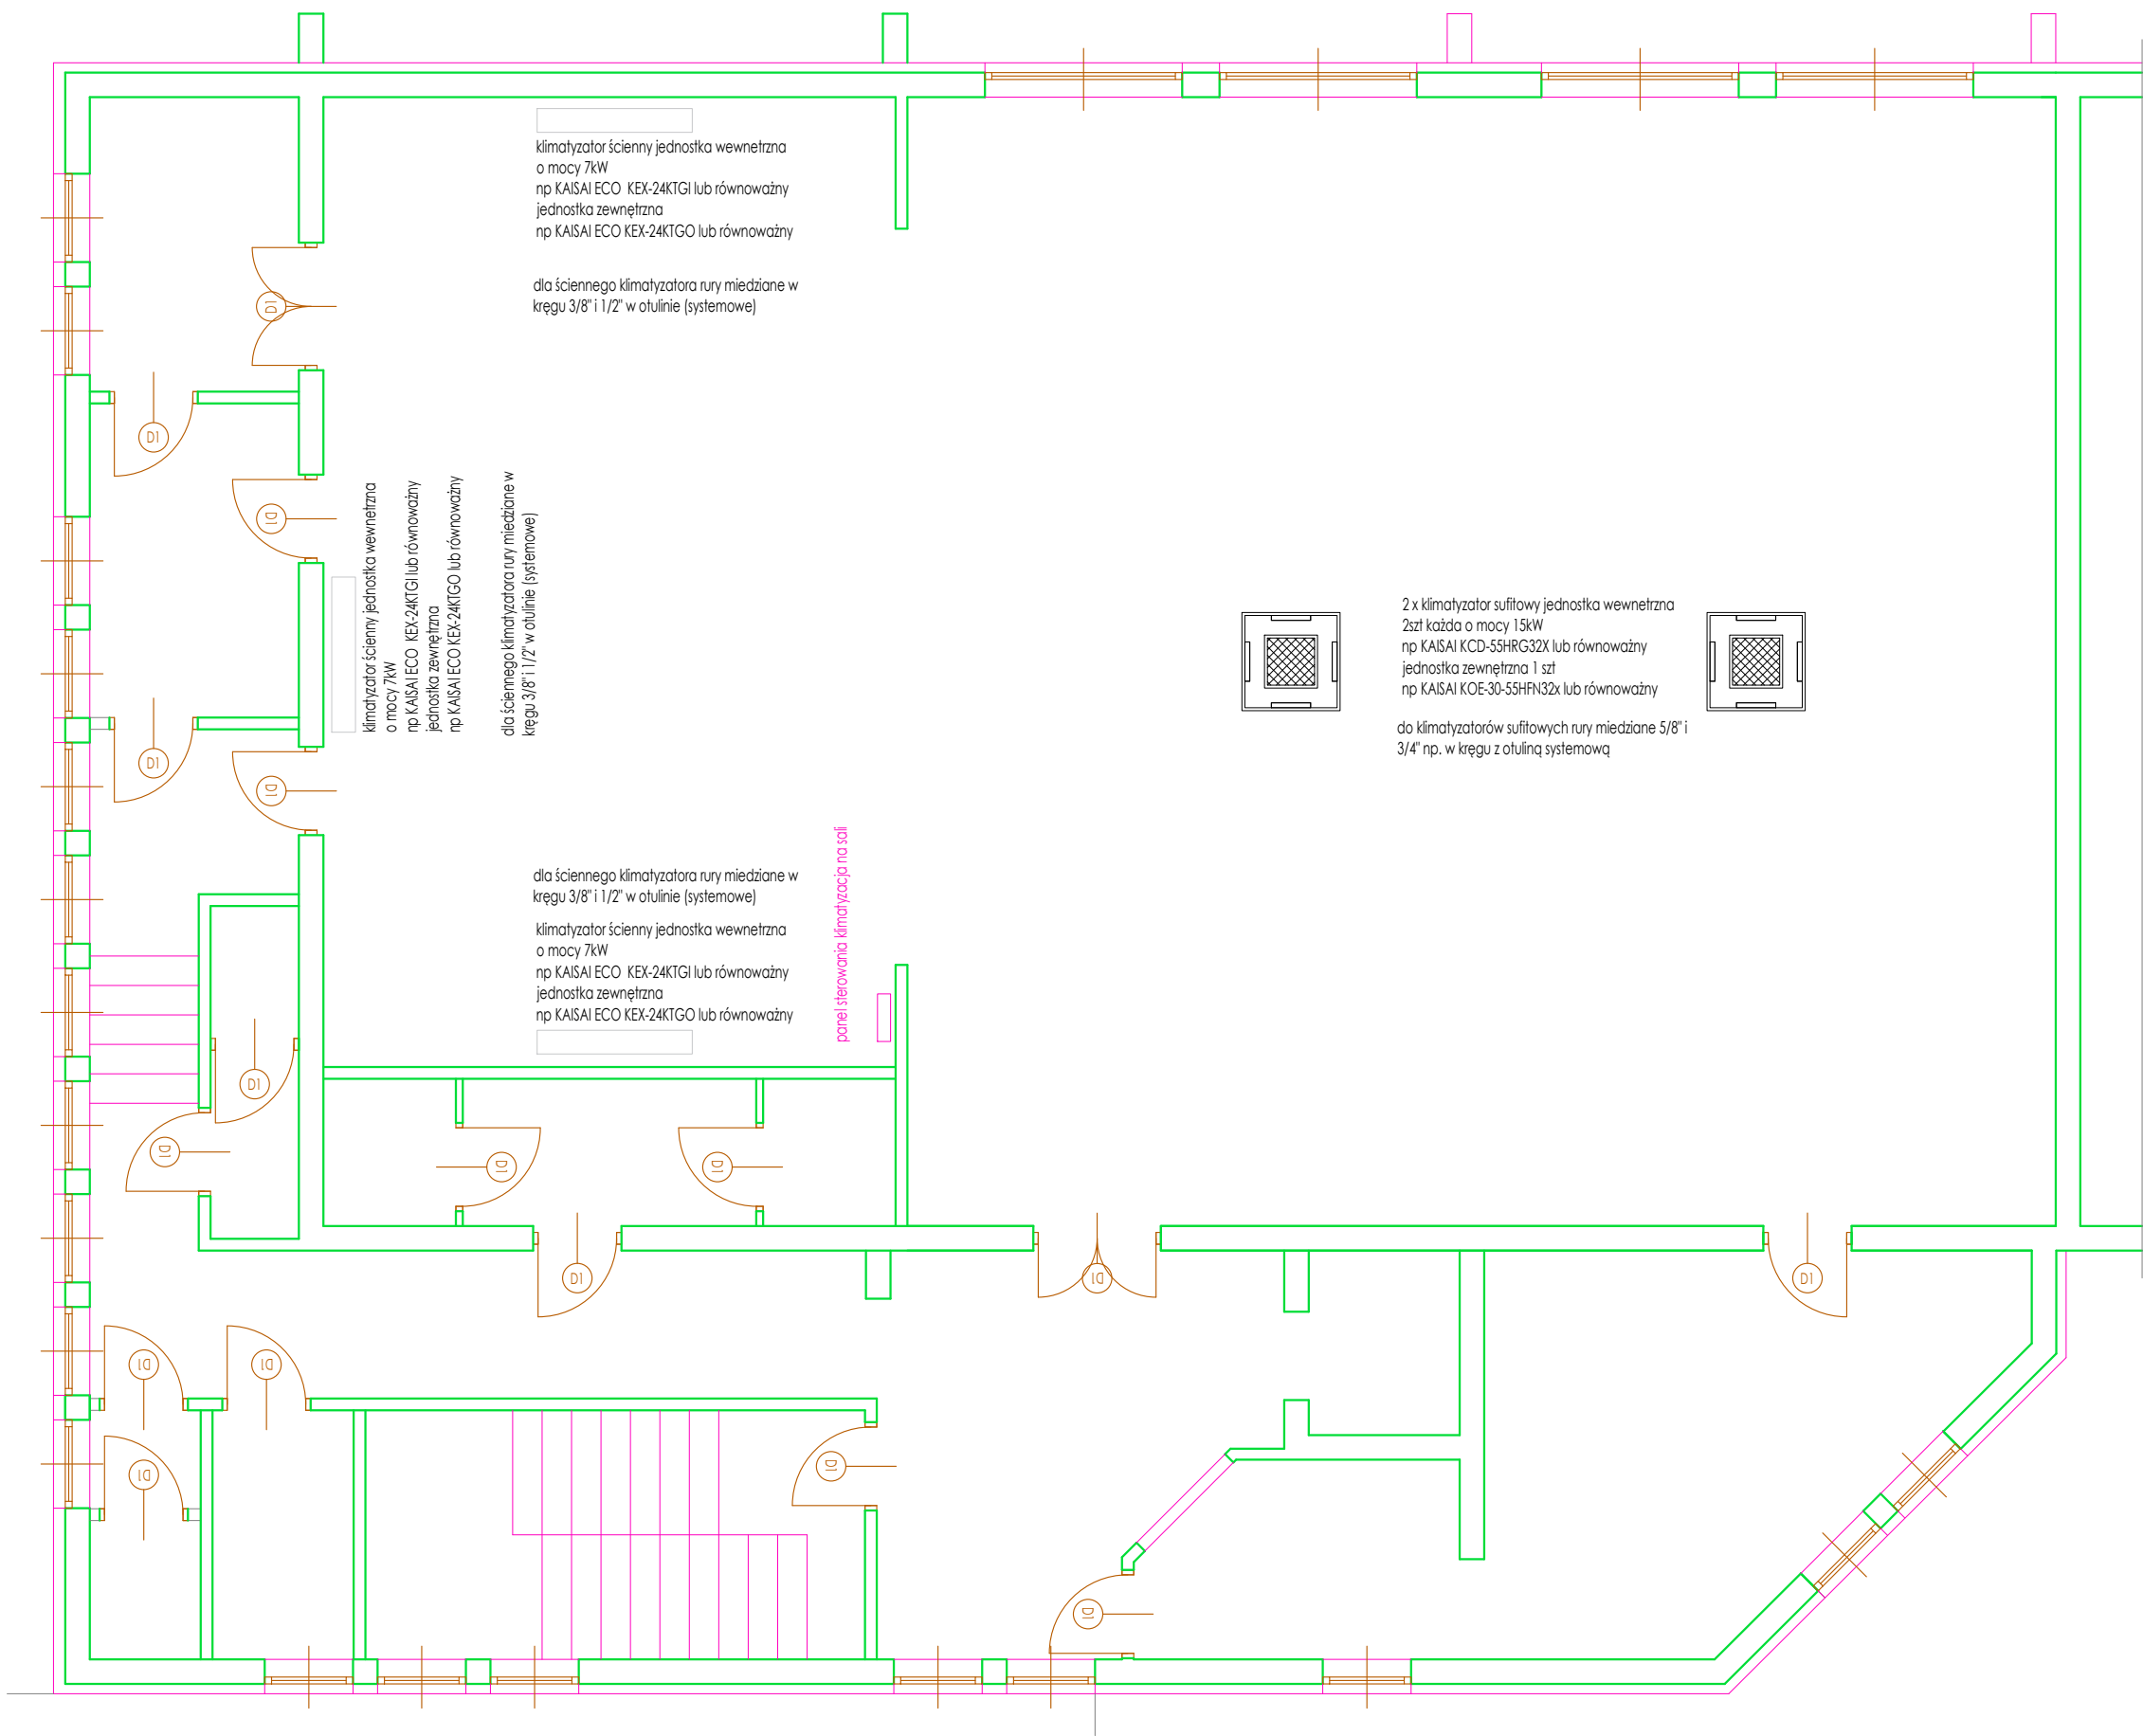 klimatyzator ścienny jednostka wewnetrzna
o mocy 7kW
np KAISAI ECO  KEX-24KTGI lub równoważny
jednostka zewnętrzna
np KAISAI ECO KEX-24KTGO lub równoważny
dla ściennego klimatyzatora rury miedziane w
kręgu 3/8" i 1/2" w otulinie (systemowe)
D1
D1
D1
klimatyzator ścienny jednostka wewnetrzna
o mocy 7kW
np KAISAI ECO  KEX-24KTGI lub równoważny
jednostka zewnętrzna
np KAISAI ECO KEX-24KTGO lub równoważny
dla ściennego klimatyzatora rury miedziane w
kręgu 3/8" i 1/2" w otulinie (systemowe)
2 x klimatyzator sufitowy jednostka wewnetrzna
2szt każda o mocy 15kW
np KAISAI KCD-55HRG32X lub równoważny
jednostka zewnętrzna 1 szt
np KAISAI KOE-30-55HFN32x lub równoważny
do klimatyzatorów sufitowych rury miedziane 5/8" i
3/4" np. w kręgu z otuliną systemową
D1
D1
dla ściennego klimatyzatora rury miedziane w
kręgu 3/8" i 1/2" w otulinie (systemowe)
klimatyzator ścienny jednostka wewnetrzna
o mocy 7kW
np KAISAI ECO  KEX-24KTGI lub równoważny
jednostka zewnętrzna
np KAISAI ECO KEX-24KTGO lub równoważny
panel sterowania klimatyzacja na sali
D1
D1
D1
D1
D1
D1
D1
D1
D1
D1
D1
D1